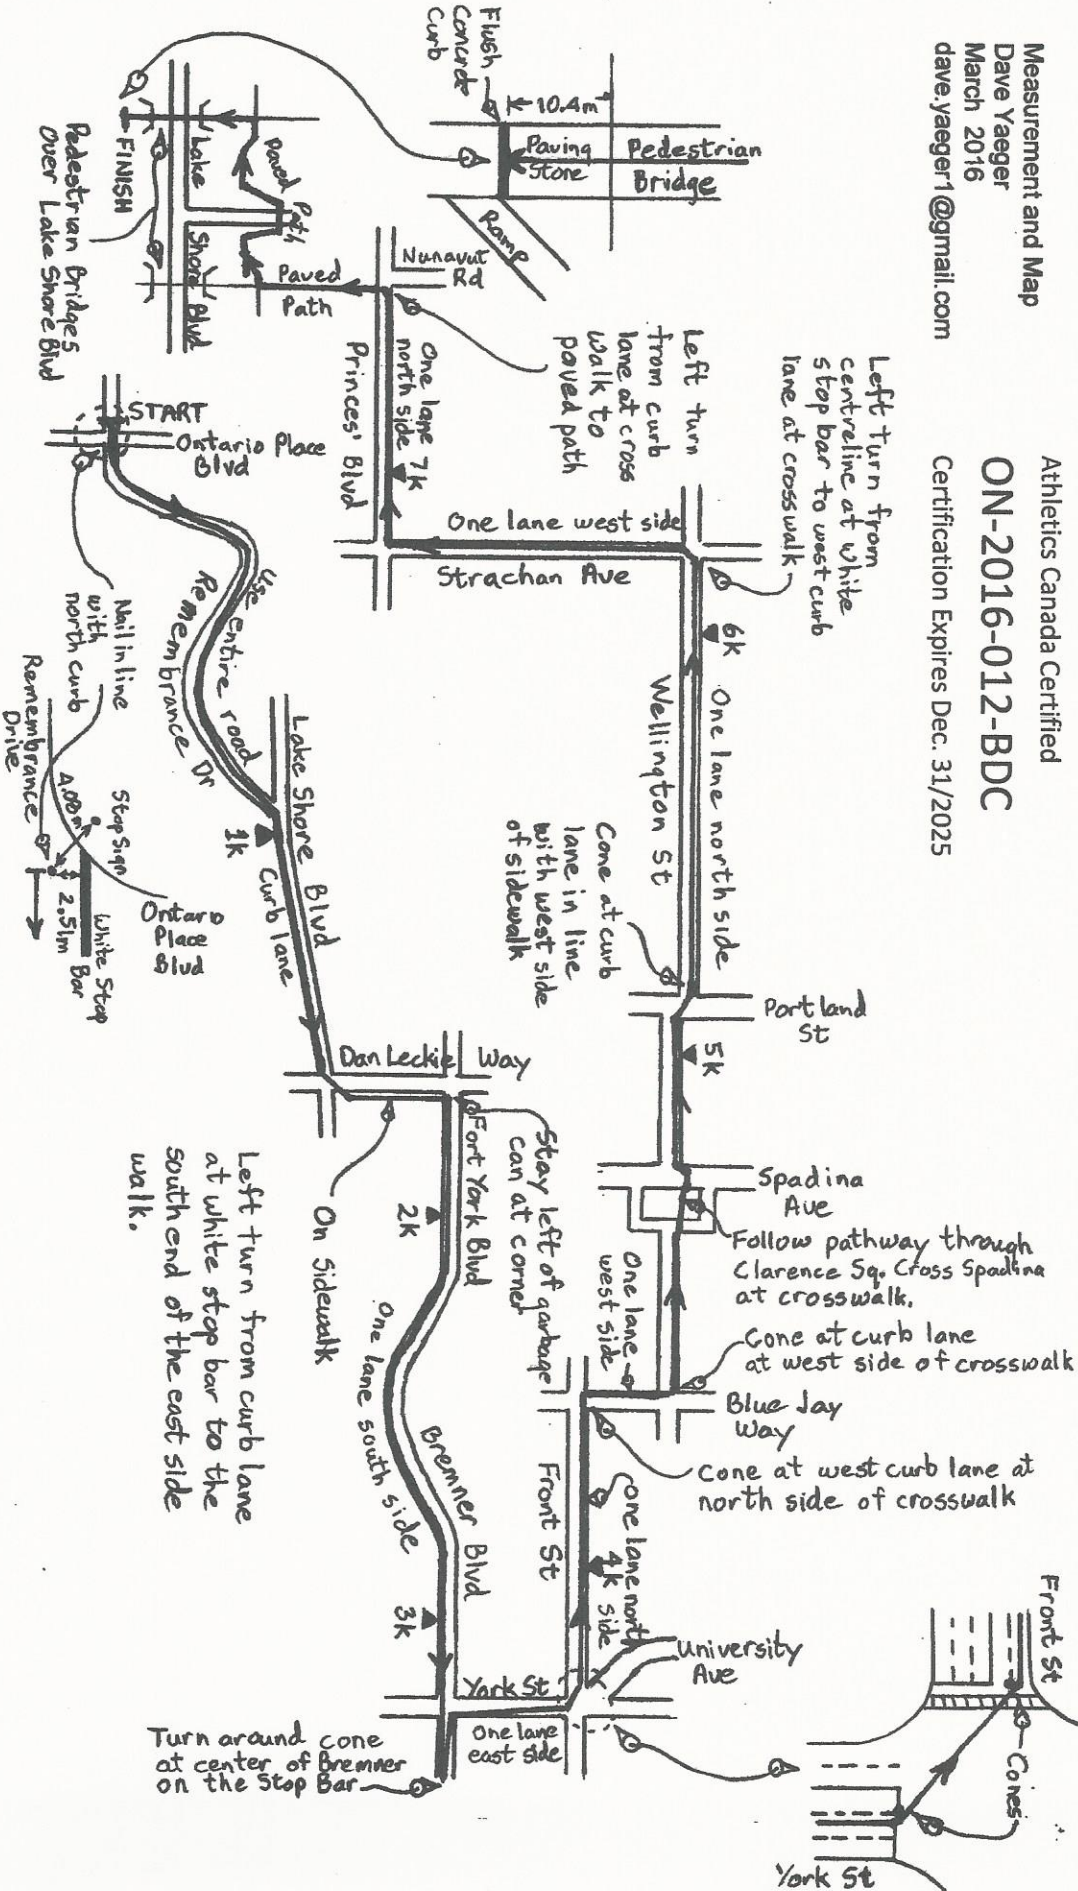 Measurement and Map
Dave Yaeger
March 2016
dave.yaeger1@gmail.com
Athletics Canada Certified
ON-2016-012-BDC
Certification Expires Dec. 31/2025
Flush
Concrete
Curb
10.4m
Paving
Stone
Pedestrian
Bridge
Ramp
FINISH
Lake
Shore Blvd
Paved
Path
Paved
Path
Pedestrian Bridges
Over Lake Shore Blvd
Nunavut
Rd
Left turn
from curb
lane at cross
walk to
paved path
One lane
north side
7k
Princes' Blvd
Left turn from
centreline at white
stop bar to west curb
lane at crosswalk
One lane west side
Strachan Ave
6k
One lane north side
Wellington St
Cone at curb
lane in line
with west side
of sidewalk
Portland
St
5k
Spadina
Ave
Follow pathway through
Clarence Sq. Cross Spadina
at crosswalk.
One lane
west side
Cone at curb lane
at west side of crosswalk
Blue Jay
Way
Cone at west curb lane at
north side of crosswalk
Front St
4k
one lane north
side
University
Ave
York St
One lane
east side
Front St
Cones
York St
Turn around cone
at center of Bremner
on the Stop Bar
3k
Bremner Blvd
One lane south side
2k
Fort York Blvd
Stay left of garbage
can at corner
Dan Leckie Way
On Sidewalk
Left turn from curb lane
at white stop bar to the
south end of the east side
walk.
Lake Shore Blvd
Curb lane
1k
Use entire road
Remembrance Dr
START
Ontario Place
Blvd
Nail in line
with
north curb
Remembrance
Drive
4.00m
Stop Sign
2.51m
White Stop
Bar
Ontario
Place
Blvd